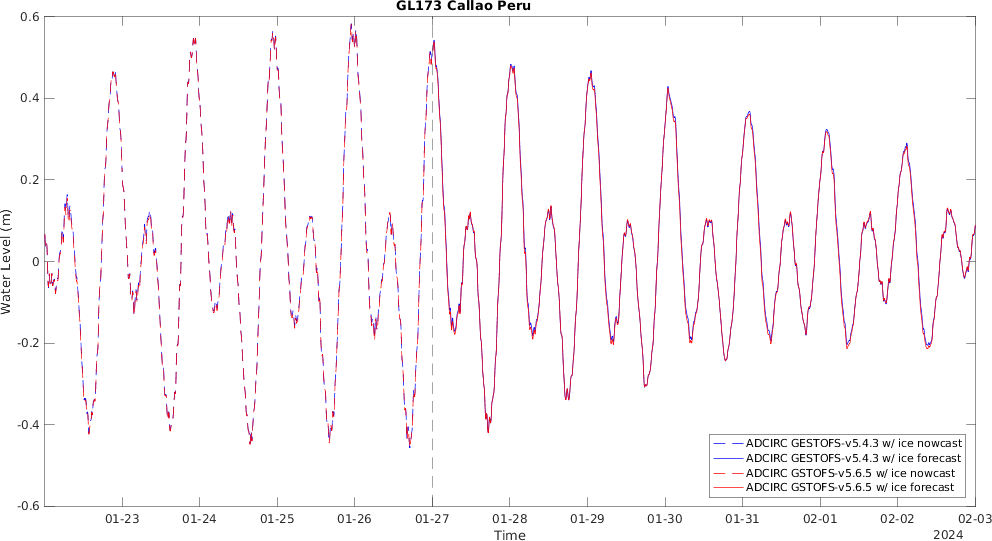 GL173 Callao Peru
0.6
0.4
0.2
0
-0.2
-0.4
-0.6
Water Level (m)
01-23 01-24 01-25 01-26 01-27 01-28 01-29 01-30 01-31 02-01 02-02 02-03
2024
Time
ADCIRC GESTOFS-v5.4.3 w/ ice nowcast
ADCIRC GESTOFS-v5.4.3 w/ ice forecast
ADCIRC GSTOFS-v5.6.5 w/ ice nowcast
ADCIRC GSTOFS-v5.6.5 w/ ice forecast